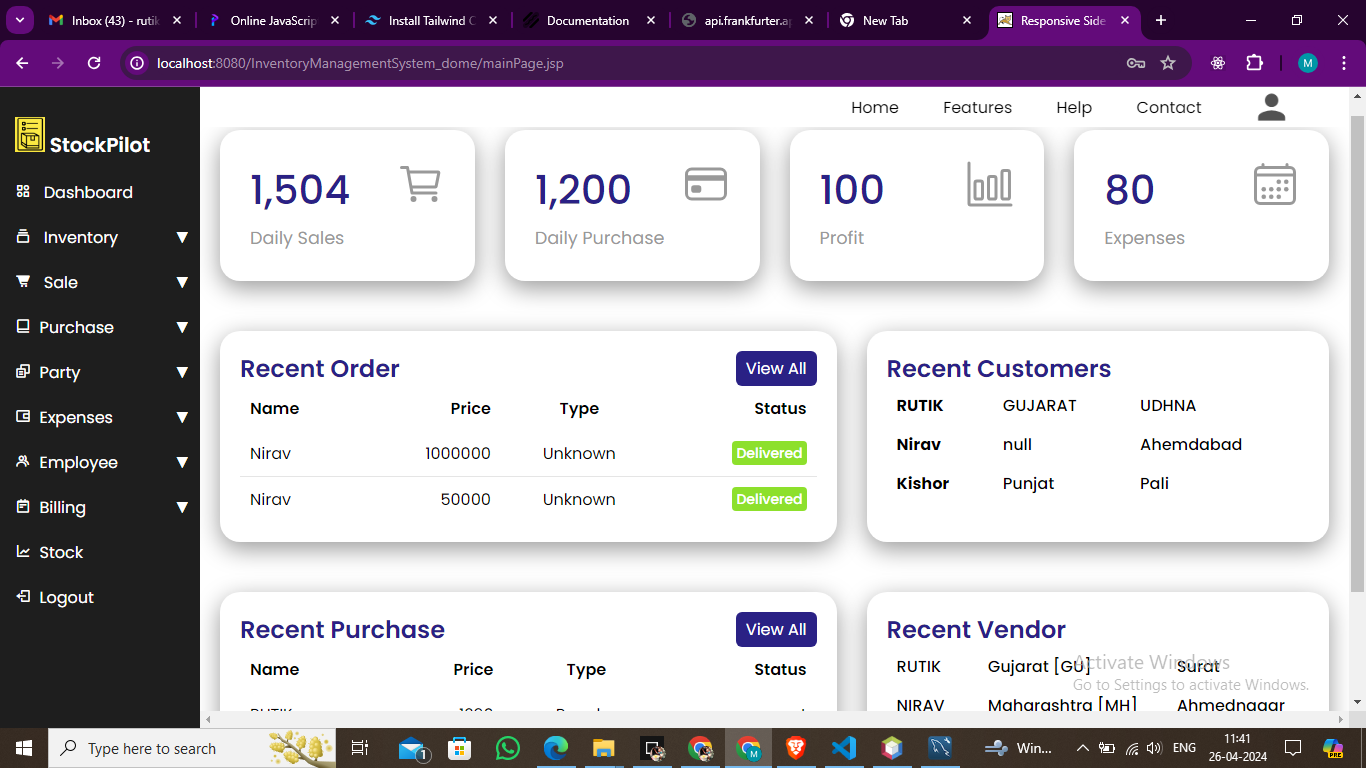 Inbox (43) - rutik
Online JavaScrip
Install Tailwind C
Documentation
api.frankfurter.ap
New Tab
Responsive Side
localhost:8080/InventoryManagementSystem_dome/mainPage.jsp
M
StockPilot
Dashboard
Inventory
Sale
Purchase
Party
Expenses
Employee
Billing
Stock
Logout
Home Features Help Contact
1,504
Daily Sales
1,200
Daily Purchase
100
Profit
80
Expenses
Recent Order
View All
Name Price Type Status
Nirav 1000000 Unknown Delivered
Nirav 50000 Unknown Delivered
Recent Customers
RUTIK GUJARAT UDHNA
Nirav null Ahemdabad
Kishor Punjat Pali
Recent Purchase
View All
Name Price Type Status
Recent Vendor
RUTIK Gujarat [GU] Surat
NIRAV Maharashtra [MH] Ahmednagar
Activate Windows
Go to Settings to activate Windows.
Type here to search
1
M
Win...
ENG
11:41
26-04-2024
PRE